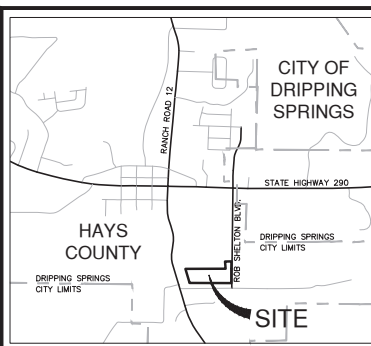 CITY OF
DRIPPING
SPRINGS
RANCH ROAD 12
STATE HIGHWAY 290
ROB SHELTON BLVD.
HAYS
COUNTY
DRIPPING SPRINGS
CITY LIMITS
DRIPPING SPRINGS
CITY LIMITS
SITE